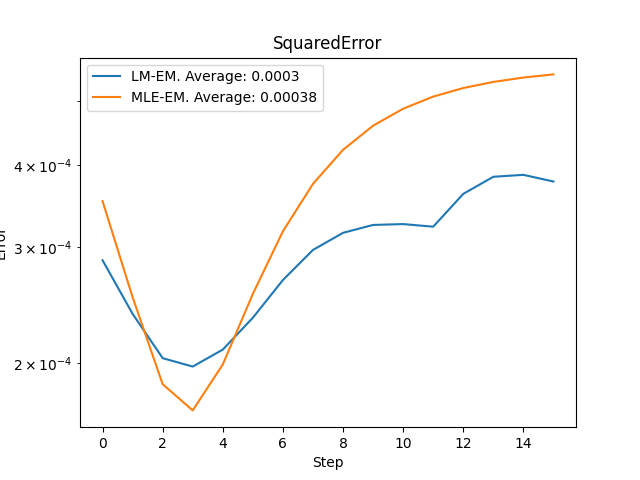 SquaredError
LM-EM. Average: 0.0003
MLE-EM. Average: 0.00038
4 × 10⁻⁴
3 × 10⁻⁴
2 × 10⁻⁴
Error
0 2 4 6 8 10 12 14
Step